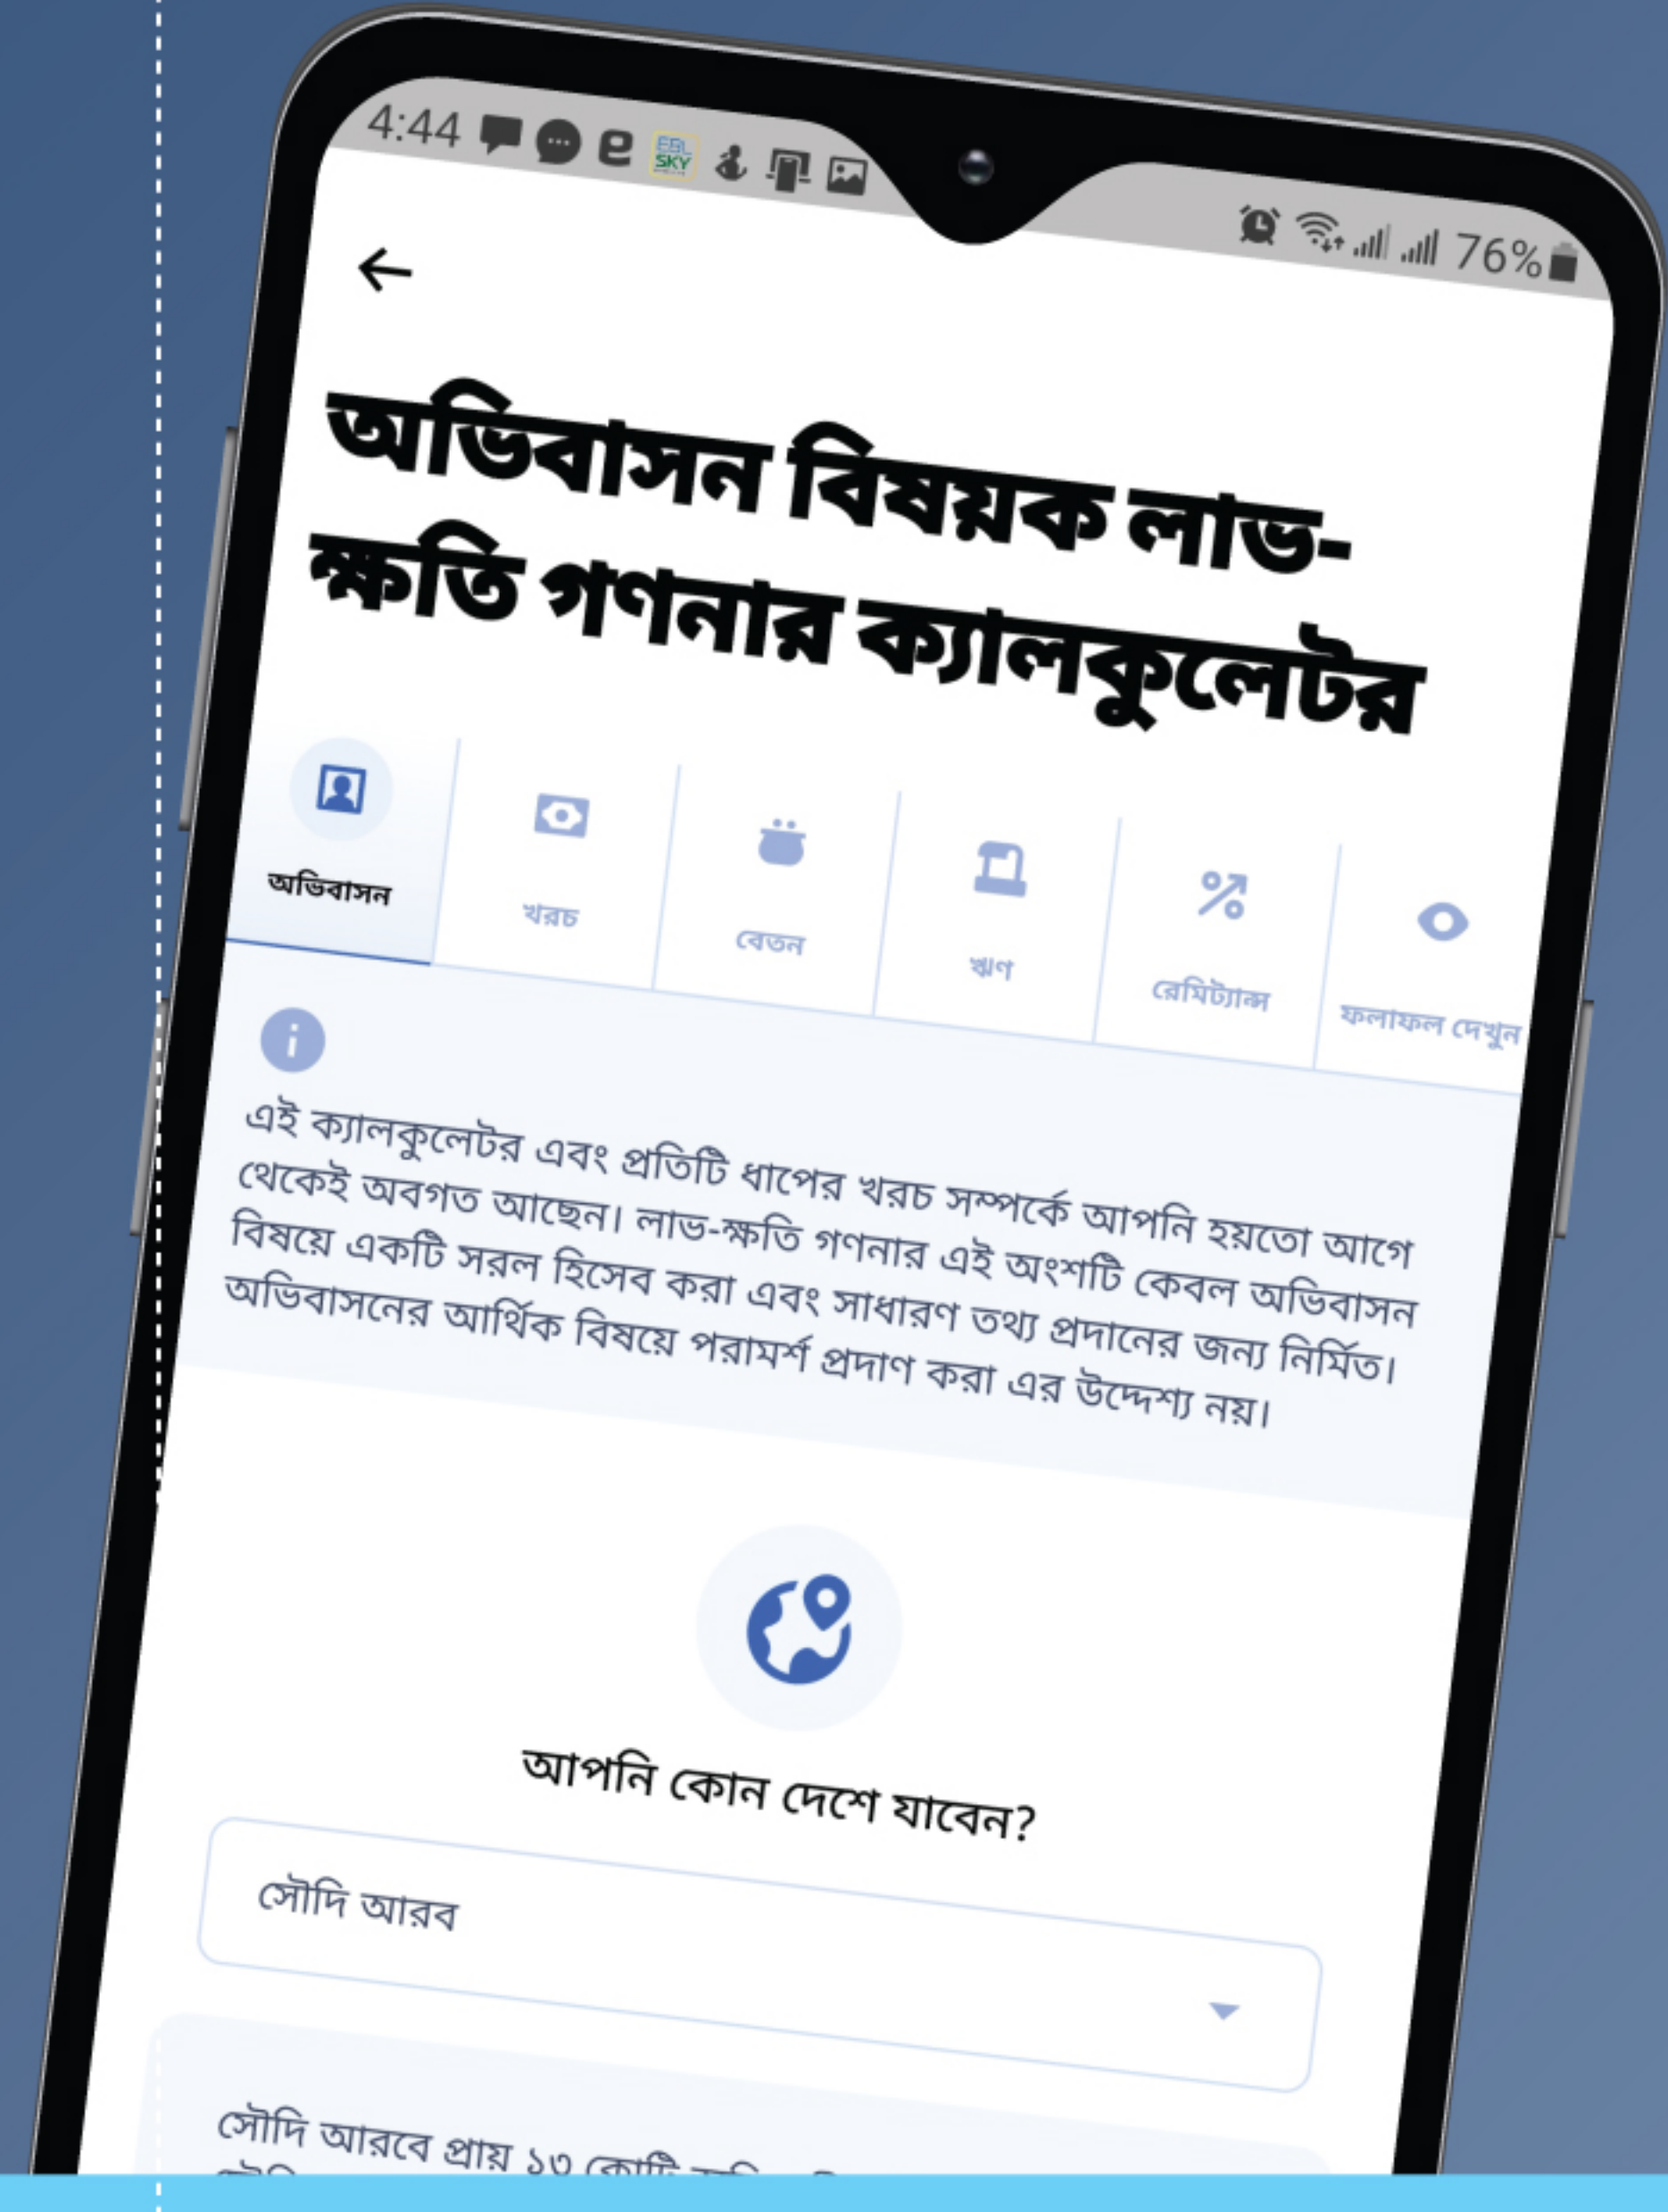 4:44
EBL
SKY
76%
অভিবাসন বিষয়ক লাভ-
ক্ষতি গণনার ক্যালকুলেটর
অভিবাসন
খরচ
বেতন
ঋণ
রেমিট্যান্স
ফলাফল দেখুন
এই ক্যালকুলেটর এবং প্রতিটি ধাপের খরচ সম্পর্কে আপনি হয়তো আগে
থেকেই অবগত আছেন। লাভ-ক্ষতি গণনার এই অংশটি কেবল অভিবাসন
বিষয়ে একটি সরল হিসেব করা এবং সাধারণ তথ্য প্রদানের জন্য নির্মিত।
অভিবাসনের আর্থিক বিষয়ে পরামর্শ প্রদাণ করা এর উদ্দেশ্য নয়।
আপনি কোন দেশে যাবেন?
সৌদি আরব
সৌদি আরবে প্রায় ১৩ কোটি